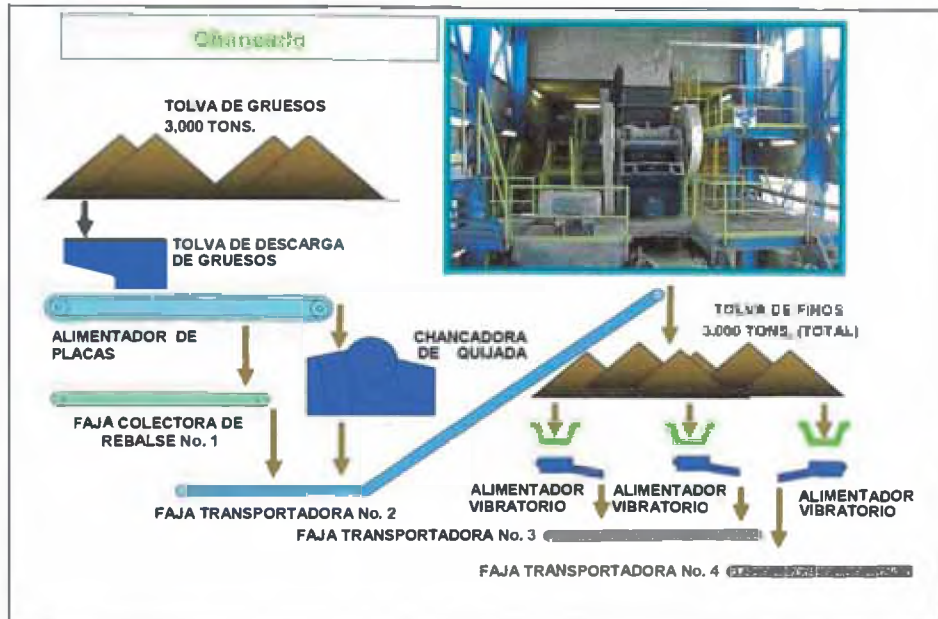 Chancado
TOLVA DE GRUESOS
3,000 TONS.
TOLVA DE DESCARGA
DE GRUESOS
ALIMENTADOR DE
PLACAS
CHANCADORA
DE QUIJADA
TOLVA DE FINOS
3.000 TONS. (TOTAL)
FAJA COLECTORA DE
REBALSE No. 1
FAJA TRANSPORTADORA No. 2
ALIMENTADOR
VIBRATORIO
ALIMENTADOR
VIBRATORIO
ALIMENTADOR
VIBRATORIO
FAJA TRANSPORTADORA No. 3
FAJA TRANSPORTADORA No. 4